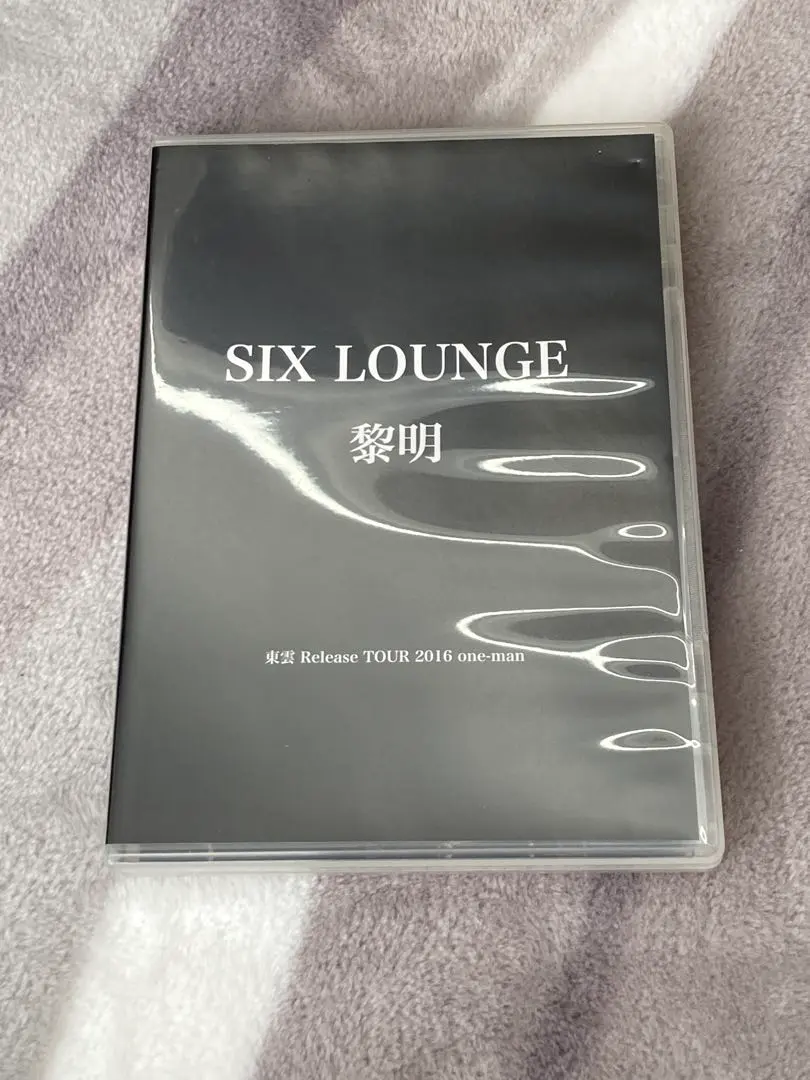 SIX LOUNGE
黎明
東雲 Release TOUR 2016 one-man